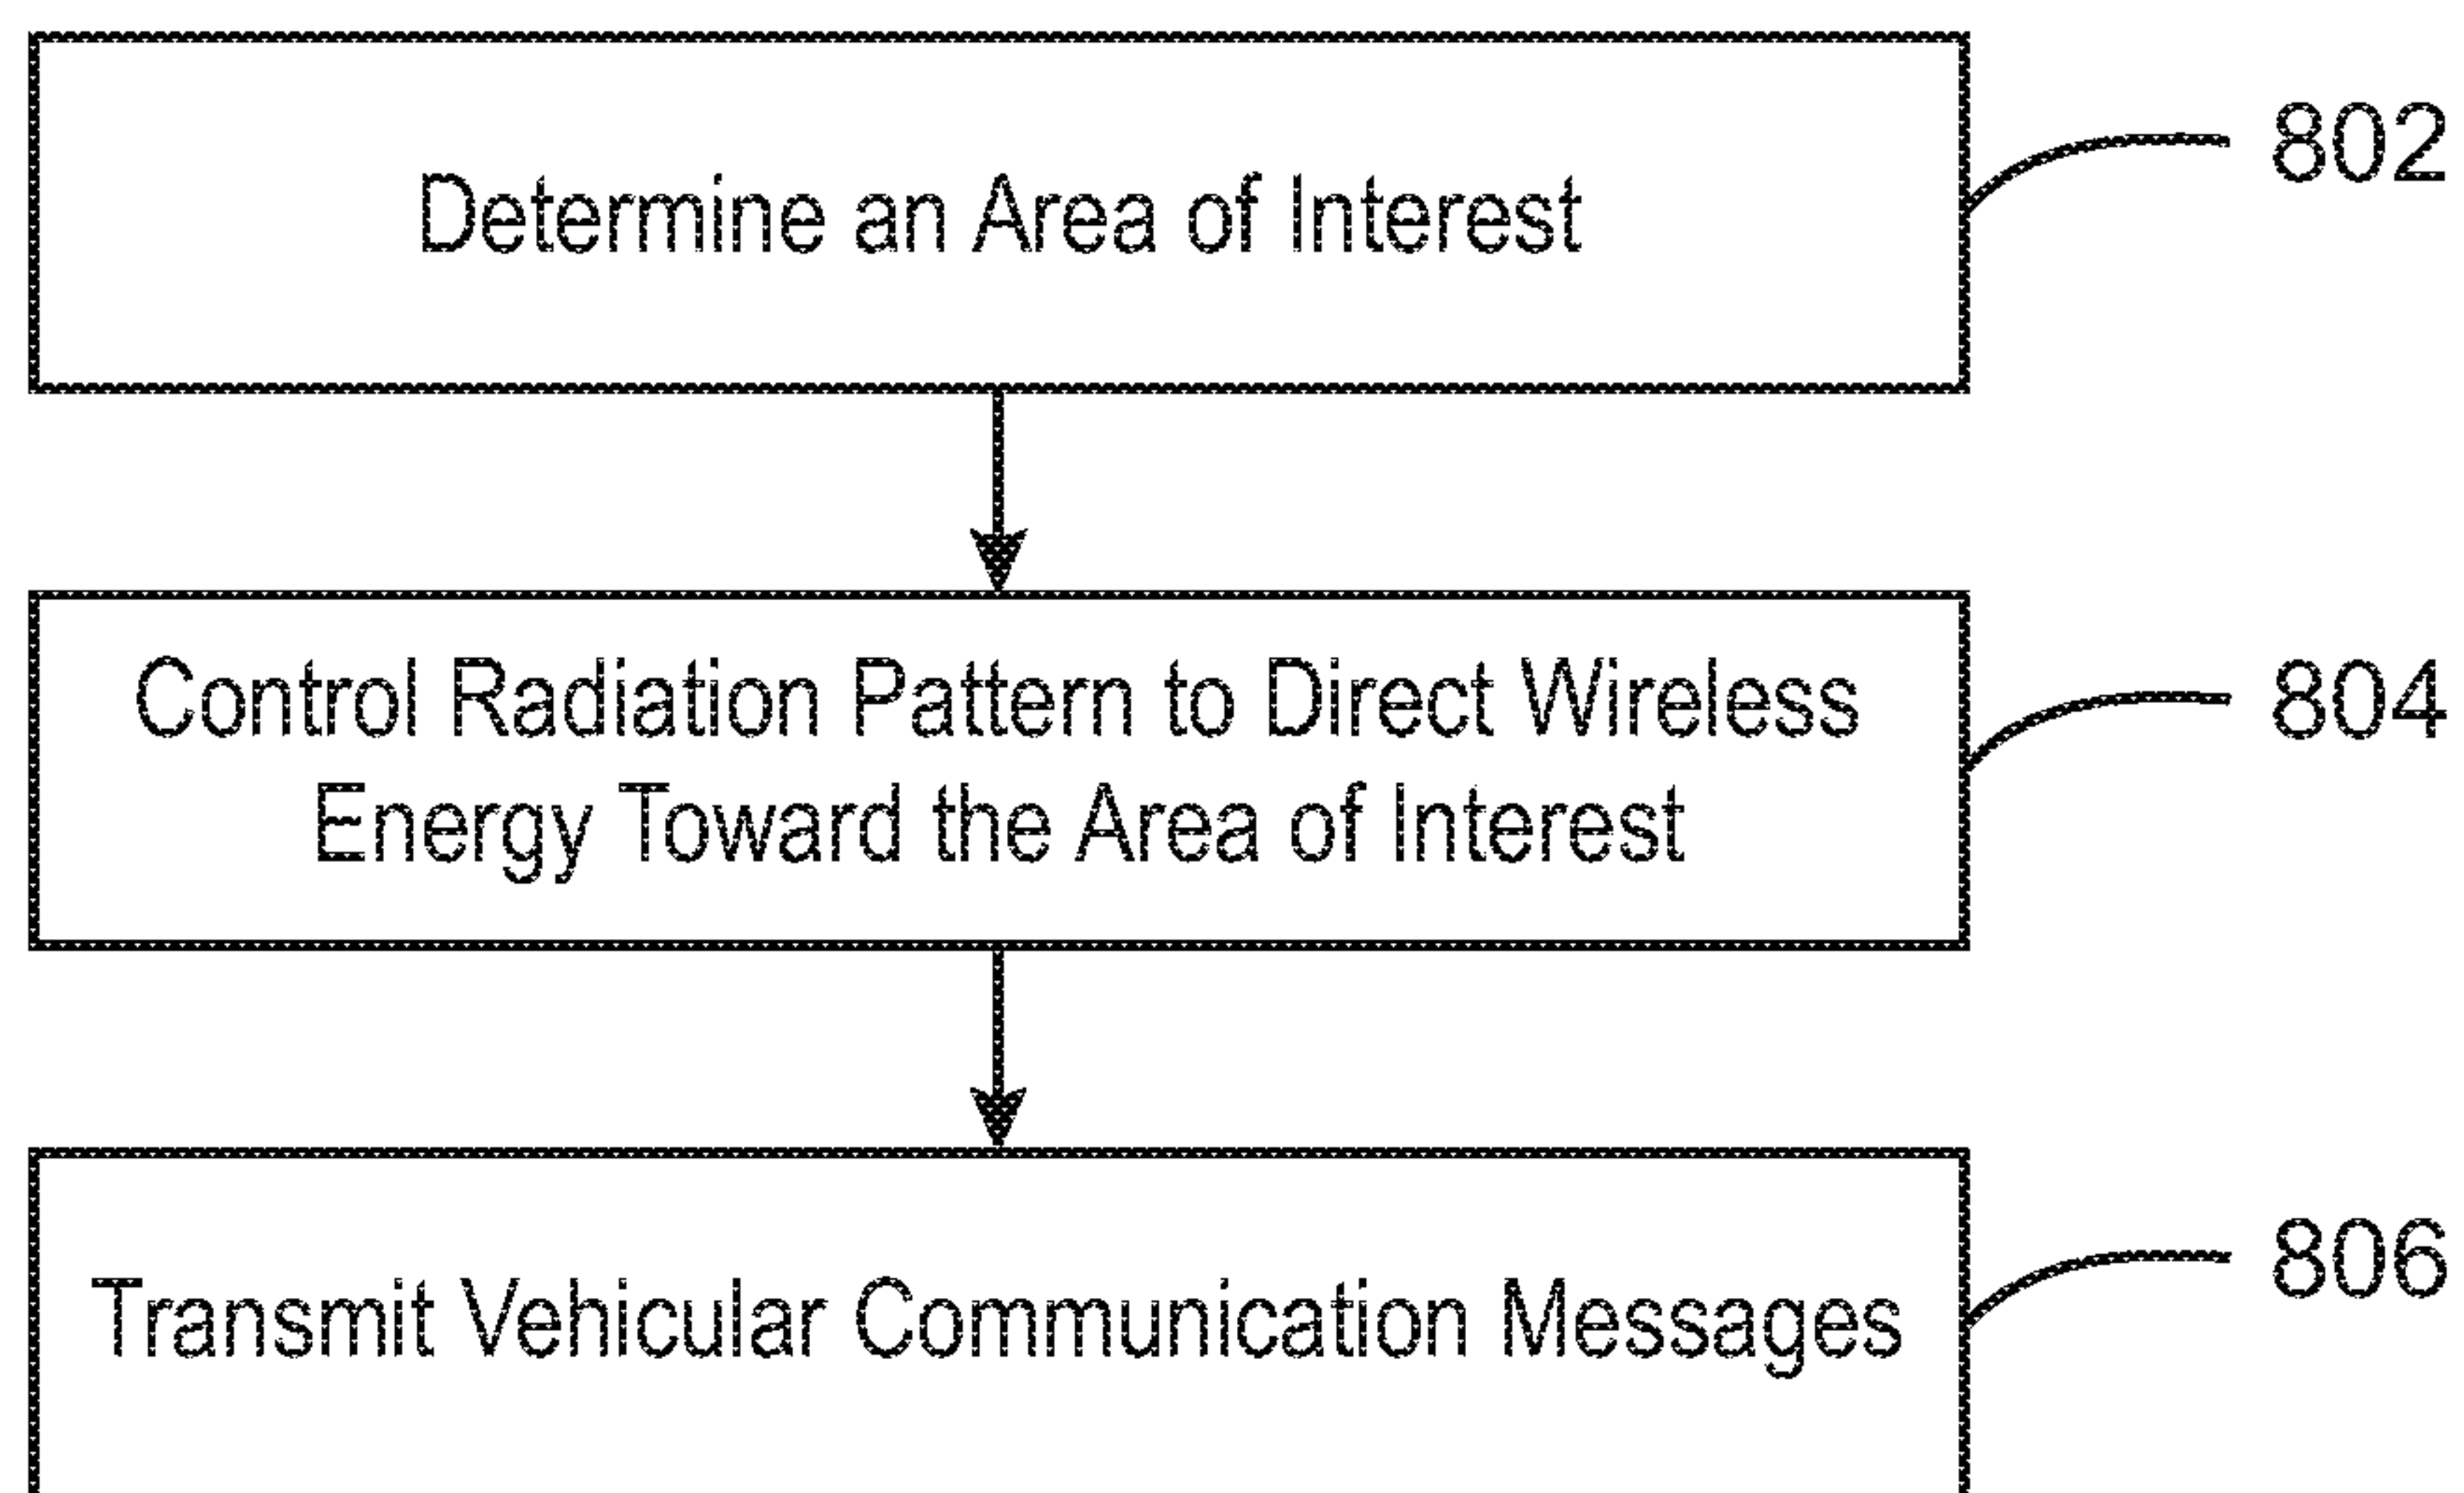 Determine an Area of Interest
802
Control Radiation Pattern to Direct Wireless
Energy Toward the Area of Interest
804
Transmit Vehicular Communication Messages
806